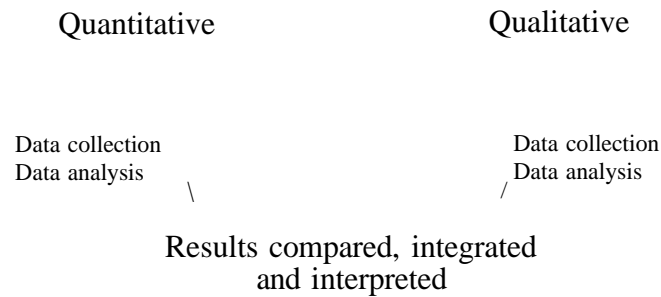 Quantitative
Qualitative
Data collection
Data analysis
Data collection
Data analysis
Results compared, integrated
and interpreted